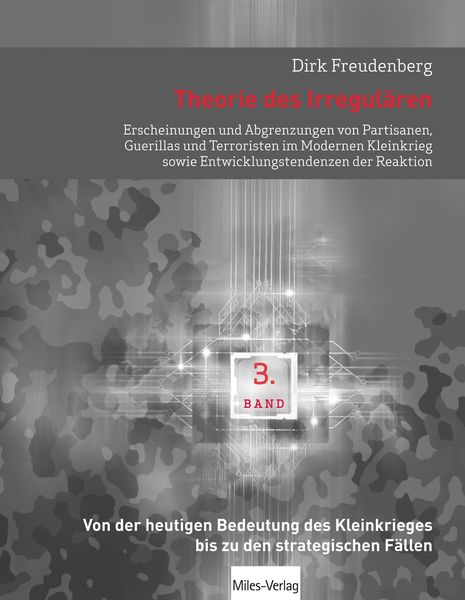 Dirk Freudenberg
Theorie des Irregulären
Erscheinungen und Abgrenzungen von Partisanen,
Guerillas und Terroristen im Modernen Kleinkrieg
sowie Entwicklungstendenzen der Reaktion
3.
BAND
Von der heutigen Bedeutung des Kleinkrieges
bis zu den strategischen Fällen
Miles-Verlag